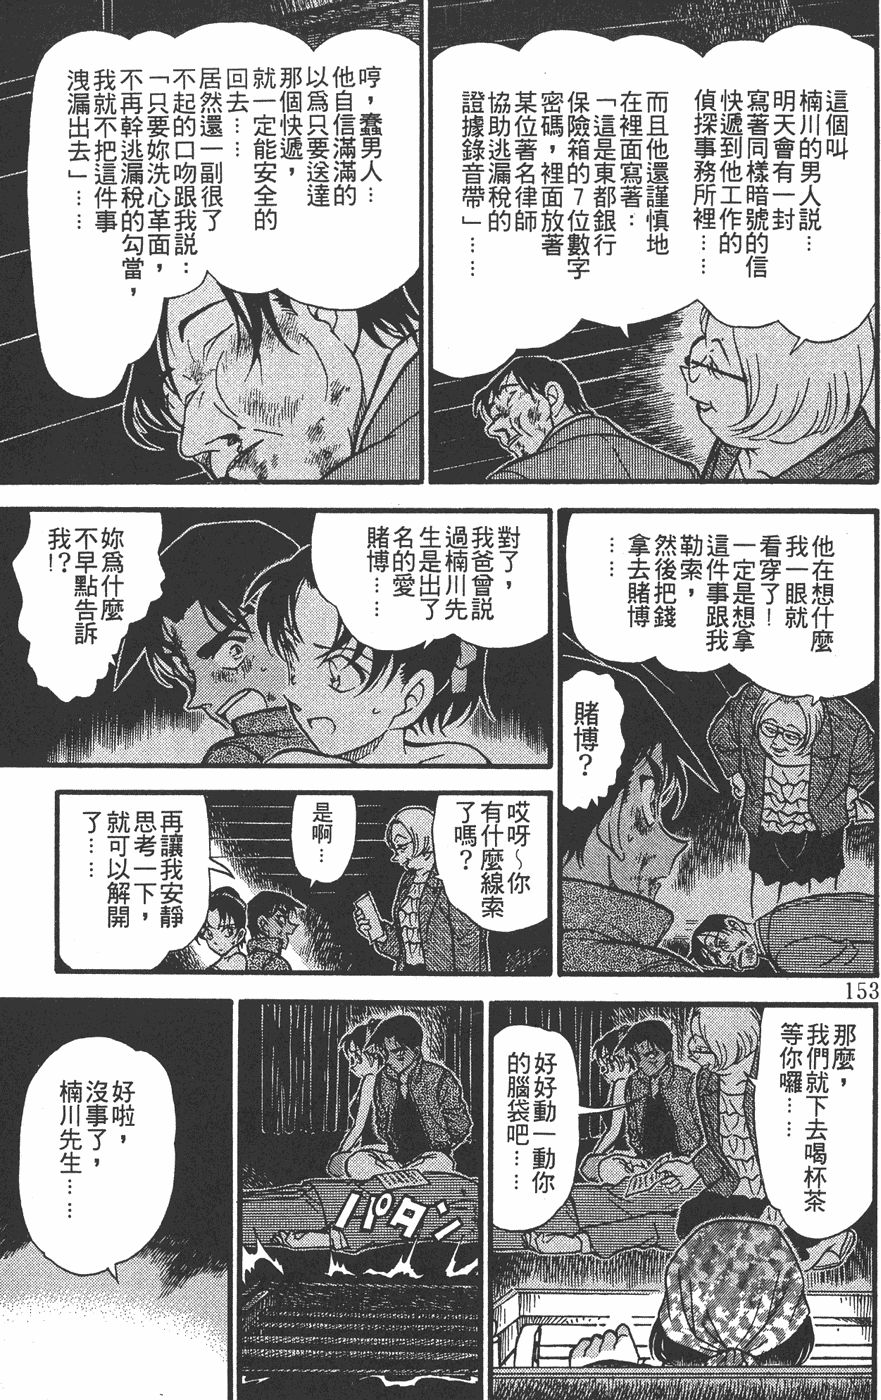 這個叫
楠川的男人說…
明天會有一封
寫著同樣暗號的信
快遞到他工作的
偵探事務所裡……
而且他還謹慎地
在裡面寫著：
「這是東都銀行
保險箱的7位數字
密碼，裡面放著
某位著名律師
協助逃漏稅的
證據錄音帶」……
哼，蠢男人…
他自信滿滿的
以為只要送達
那個快遞，
就一定能安全的
回去……
居然還一副很了
不起的口吻跟我說：
「只要妳洗心革面，
不再幹逃漏稅的勾當，
我就不把這件事
洩漏出去」……
他在想什麼
我一眼就
看穿了！
一定是想拿
這件事跟我
勒索，
然後把錢
拿去賭博
……
賭博？
對了，
我爸曾說
過楠川先
生是出了
名的愛
賭博……
妳為什麼
不早點告訴
我！？
哎呀～你
有什麼線索
了嗎？
是啊…
再讓我安靜
思考一下，
就可以解開
了……
153
那麼，
我們就下去喝杯茶
等你囉……
好好動一動你
的腦袋吧……
パタン
好啦，
沒事了，
楠川先生……